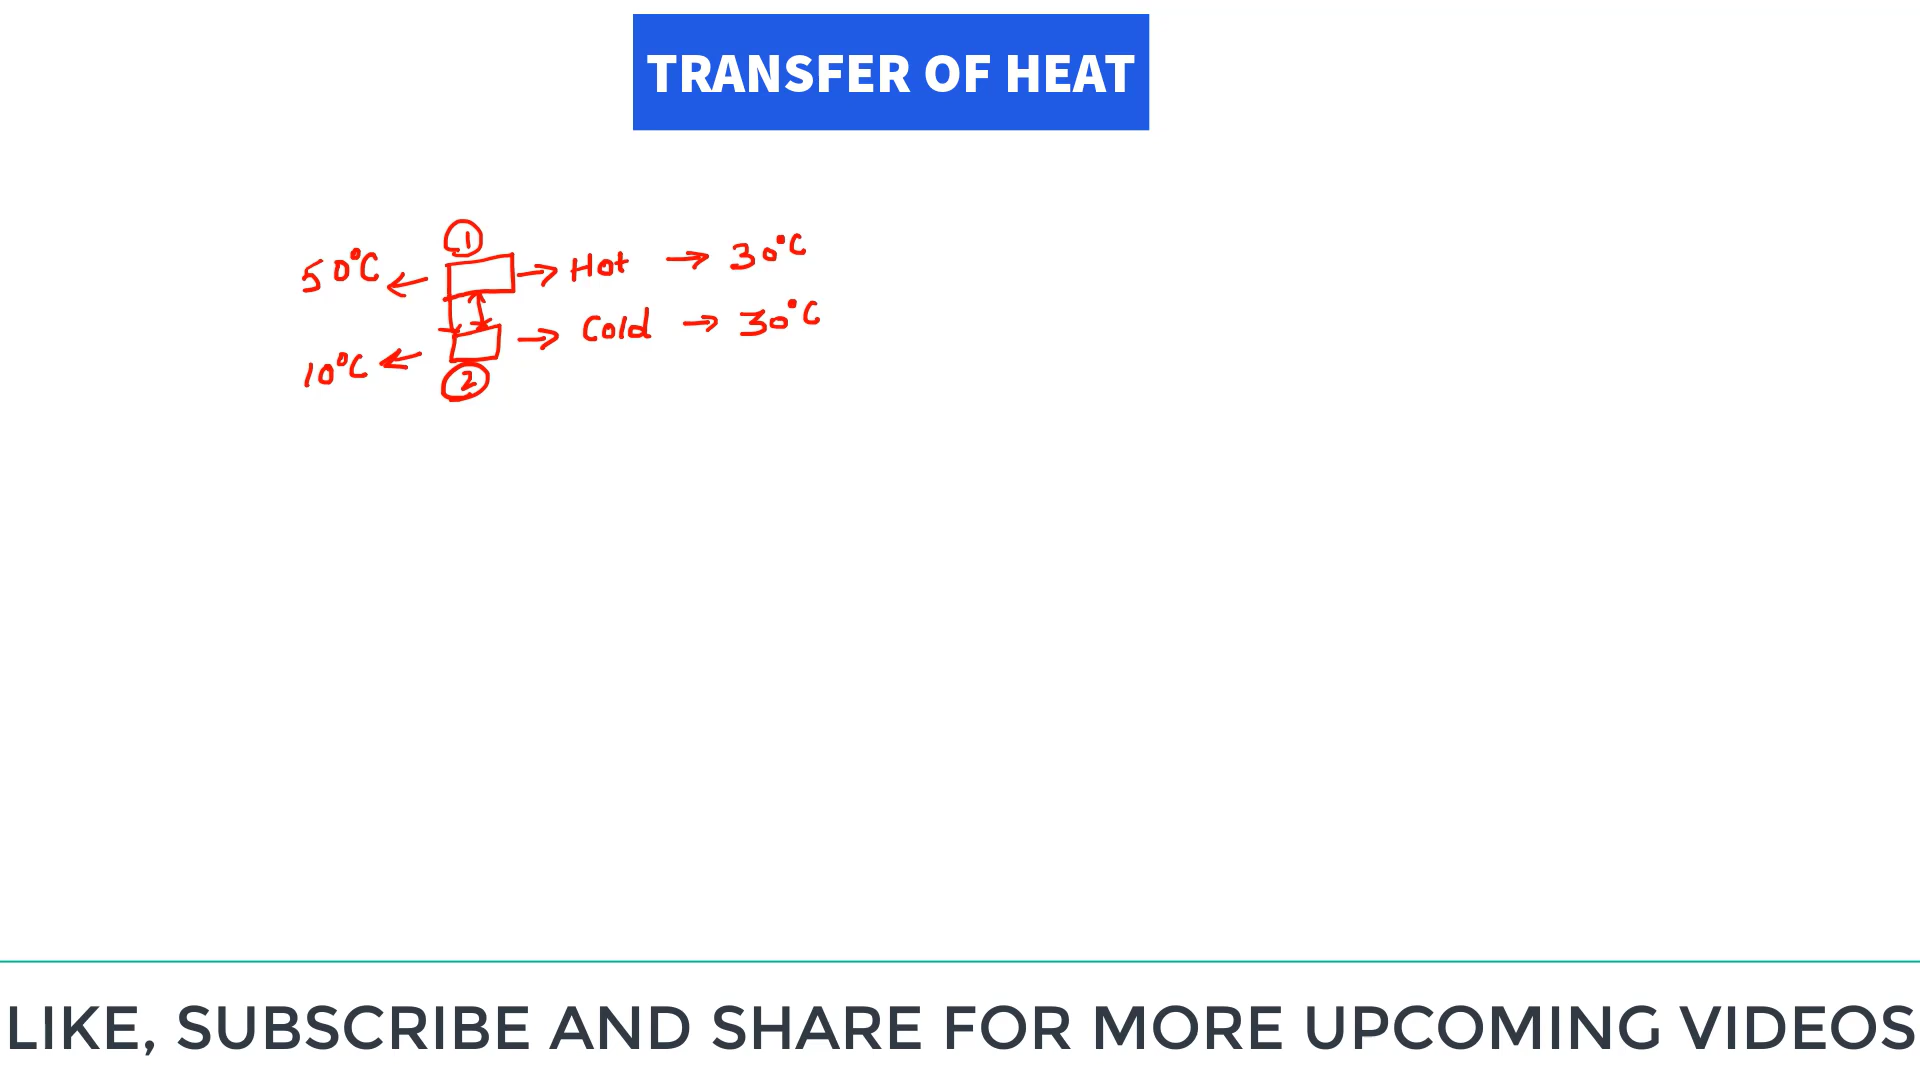 TRANSFER OF HEAT
1
50°C ← → Hot → 30°C
→ Cold → 30°C
10°C ←
2
LIKE, SUBSCRIBE AND SHARE FOR MORE UPCOMING VIDEOS